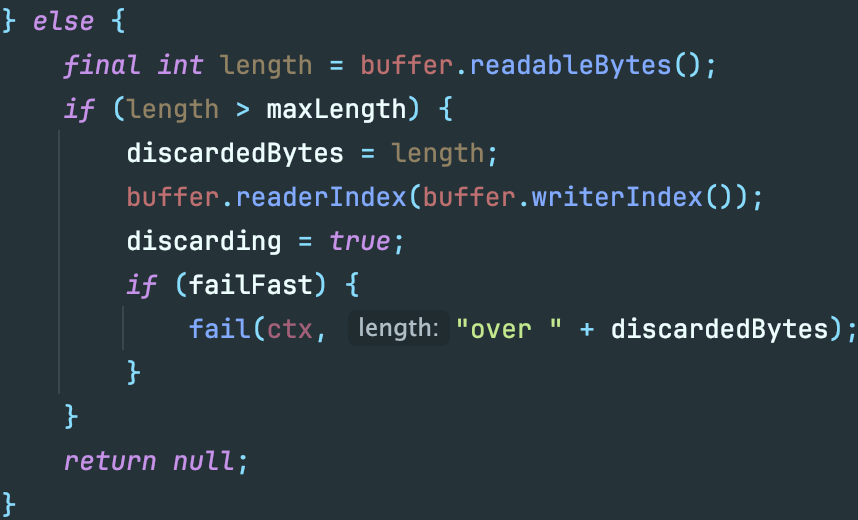 } else {
    final int length = buffer.readableBytes();
    if (length > maxLength) {
        discardedBytes = length;
        buffer.readerIndex(buffer.writerIndex());
        discarding = true;
        if (failFast) {
            fail(ctx, length: "over " + discardedBytes);
        }
    }
    return null;
}